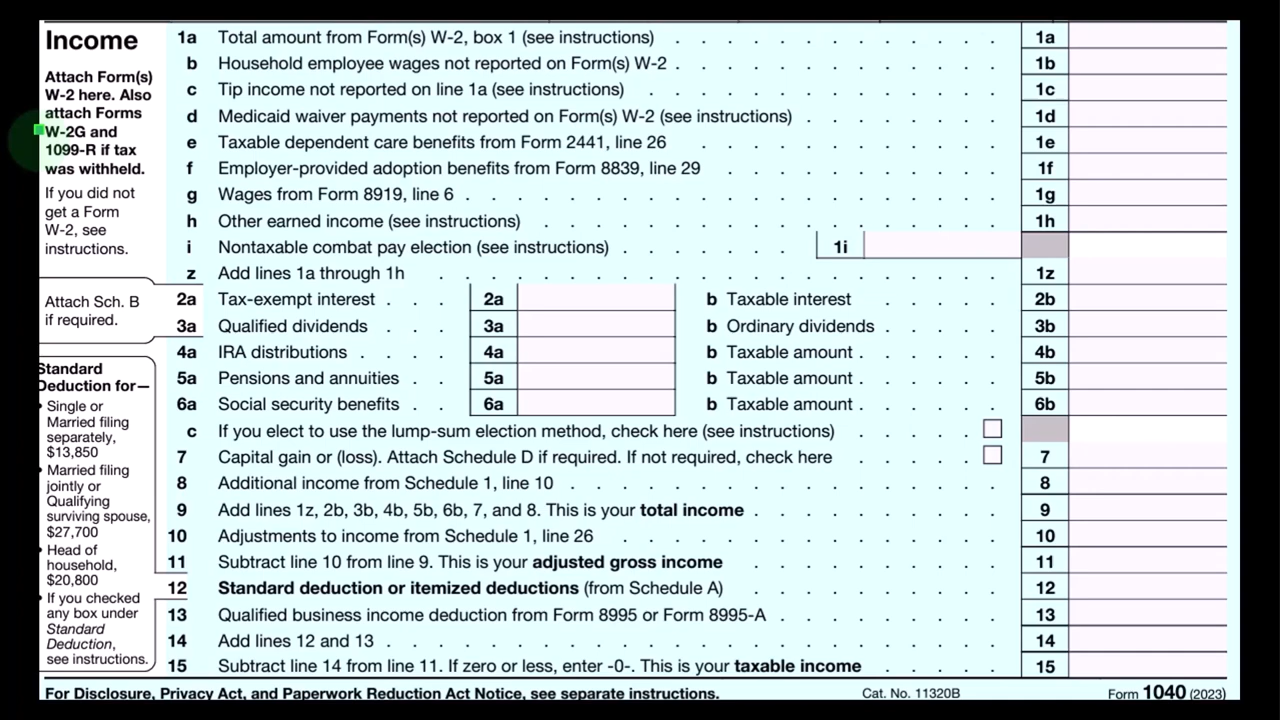 Income
Attach Form(s)
W-2 here. Also
attach Forms
W-2G and
1099-R if tax
was withheld.
If you did not
get a Form
W-2, see
instructions.
1a Total amount from Form(s) W-2, box 1 (see instructions) 1a
b Household employee wages not reported on Form(s) W-2 1b
c Tip income not reported on line 1a (see instructions) 1c
d Medicaid waiver payments not reported on Form(s) W-2 (see instructions) 1d
e Taxable dependent care benefits from Form 2441, line 26 1e
f Employer-provided adoption benefits from Form 8839, line 29 1f
g Wages from Form 8919, line 6 1g
h Other earned income (see instructions) 1h
i Nontaxable combat pay election (see instructions) 1i
z Add lines 1a through 1h 1z
Attach Sch. B
if required.
2a Tax-exempt interest 2a b Taxable interest 2b
3a Qualified dividends 3a b Ordinary dividends 3b
4a IRA distributions 4a b Taxable amount 4b
5a Pensions and annuities 5a b Taxable amount 5b
6a Social security benefits 6a b Taxable amount 6b
c If you elect to use the lump-sum election method, check here (see instructions)
7 Capital gain or (loss). Attach Schedule D if required. If not required, check here 7
8 Additional income from Schedule 1, line 10 8
9 Add lines 1z, 2b, 3b, 4b, 5b, 6b, 7, and 8. This is your total income 9
10 Adjustments to income from Schedule 1, line 26 10
11 Subtract line 10 from line 9. This is your adjusted gross income 11
12 Standard deduction or itemized deductions (from Schedule A) 12
13 Qualified business income deduction from Form 8995 or Form 8995-A 13
14 Add lines 12 and 13 14
15 Subtract line 14 from line 11. If zero or less, enter -0-. This is your taxable income 15
Standard
Deduction for—
• Single or
Married filing
separately,
$13,850
• Married filing
jointly or
Qualifying
surviving spouse,
$27,700
• Head of
household,
$20,800
• If you checked
any box under
Standard
Deduction,
see instructions.
For Disclosure, Privacy Act, and Paperwork Reduction Act Notice, see separate instructions. Cat. No. 11320B Form 1040 (2023)